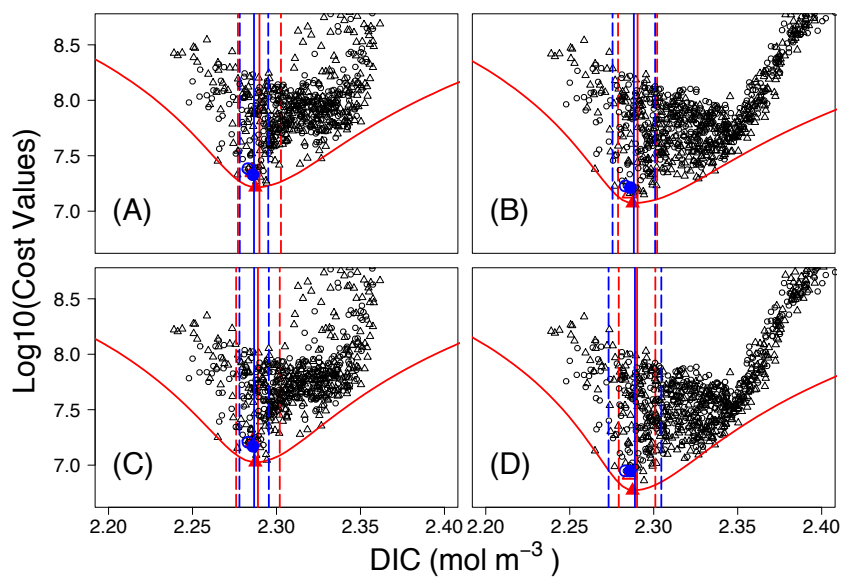 8.5
8.0
7.5
7.0
(A)
(B)
8.5
8.0
7.5
7.0
(C)
(D)
Log10(Cost Values)
2.20 2.25 2.30 2.35 2.40 2.20 2.25 2.30 2.35 2.40
DIC (mol m⁻³ )